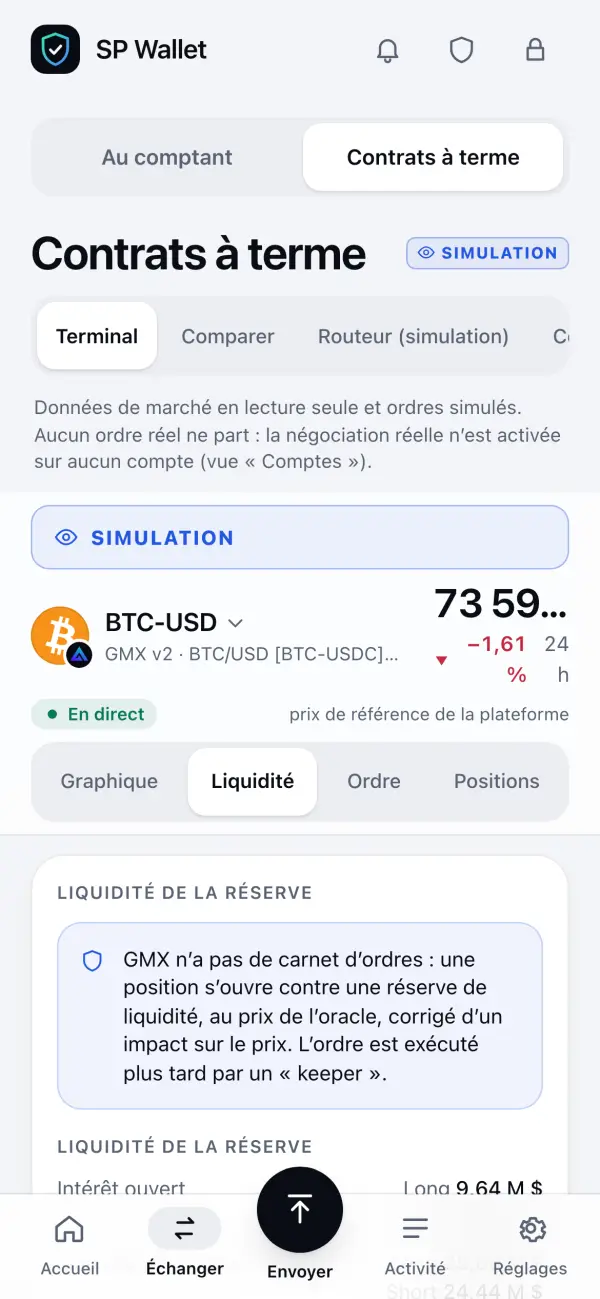 SP Wallet
Au comptant
Contrats à terme
Contrats à terme
SIMULATION
Terminal
Comparer
Routeur (simulation)
Données de marché en lecture seule et ordres simulés.
Aucun ordre réel ne part : la négociation réelle n’est activée
sur aucun compte (vue « Comptes »).
SIMULATION
BTC-USD
73 59…
GMX v2 · BTC/USD [BTC-USDC]…
−1,61 %
24 h
En direct
prix de référence de la plateforme
Graphique
Liquidité
Ordre
Positions
LIQUIDITÉ DE LA RÉSERVE
GMX n’a pas de carnet d’ordres : une
position s’ouvre contre une réserve de
liquidité, au prix de l’oracle, corrigé d’un
impact sur le prix. L’ordre est exécuté
plus tard par un « keeper ».
LIQUIDITÉ DE LA RÉSERVE
Intérêt ouvert
Long 9,64 M $
Accueil
Échanger
Envoyer
Activité
Réglages
Short 24,44 M $